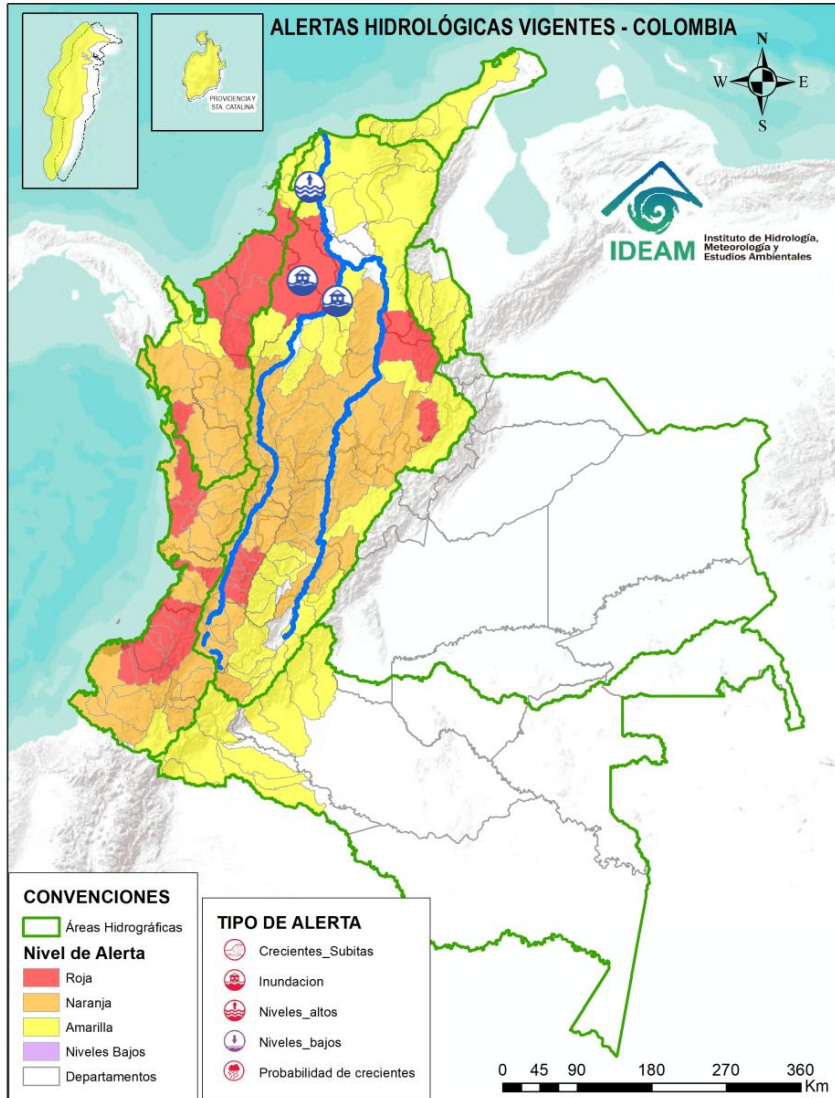 ALERTAS HIDROLÓGICAS VIGENTES - COLOMBIA
PROVIDENCIA Y
STA. CATALINA
N
W
E
S
IDEAM
Instituto de Hidrología,
Meteorología y
Estudios Ambientales
CONVENCIONES
Áreas Hidrográficas
Nivel de Alerta
Roja
Naranja
Amarilla
Niveles Bajos
Departamentos
TIPO DE ALERTA
Crecientes_Subitas
Inundacion
Niveles_altos
Niveles_bajos
Probabilidad de crecientes
0 45 90 180 270 360
Km